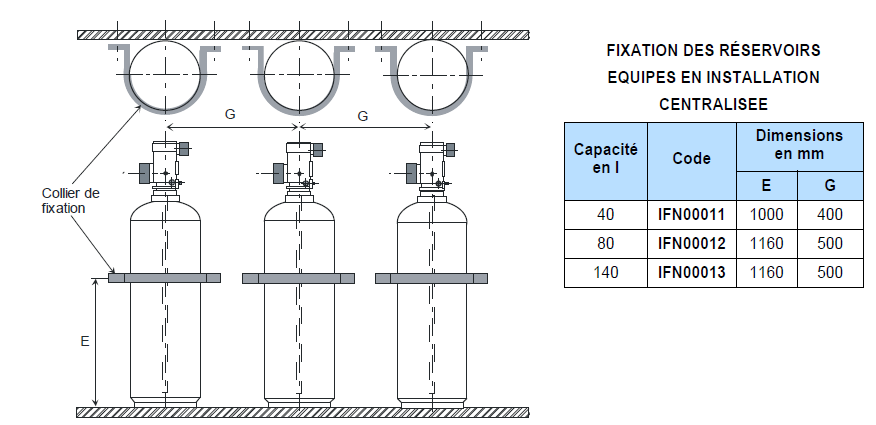 FIXATION DES RÉSERVOIRS
EQUIPES EN INSTALLATION
CENTRALISEE
G
G
Collier de
fixation
E
Capacité
en l
Code
Dimensions
en mm
E G
40 IFN00011 1000 400
80 IFN00012 1160 500
140 IFN00013 1160 500